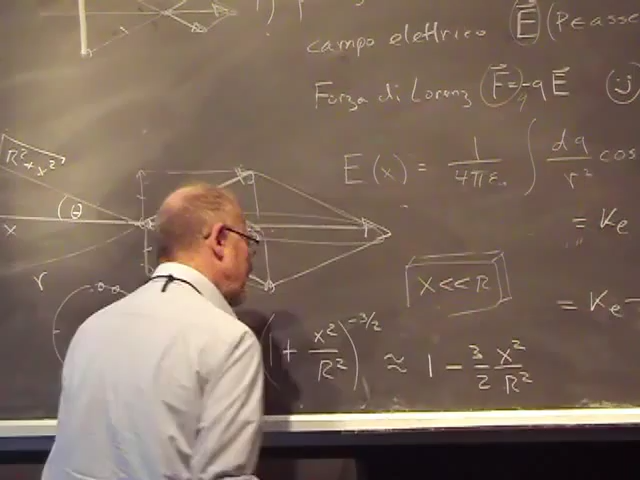 campo elettrico E⃗ (Pe asse
Forza di Lorenz F⃗ = -q E⃗
√R²+x²
E(x) = 1/4πε₀ ∫ dq/r² cos
θ
x
= Ke
r
x << R
= Ke
(1 + x²/R²)^-3/2 ≈ 1 - 3/2 x²/R²